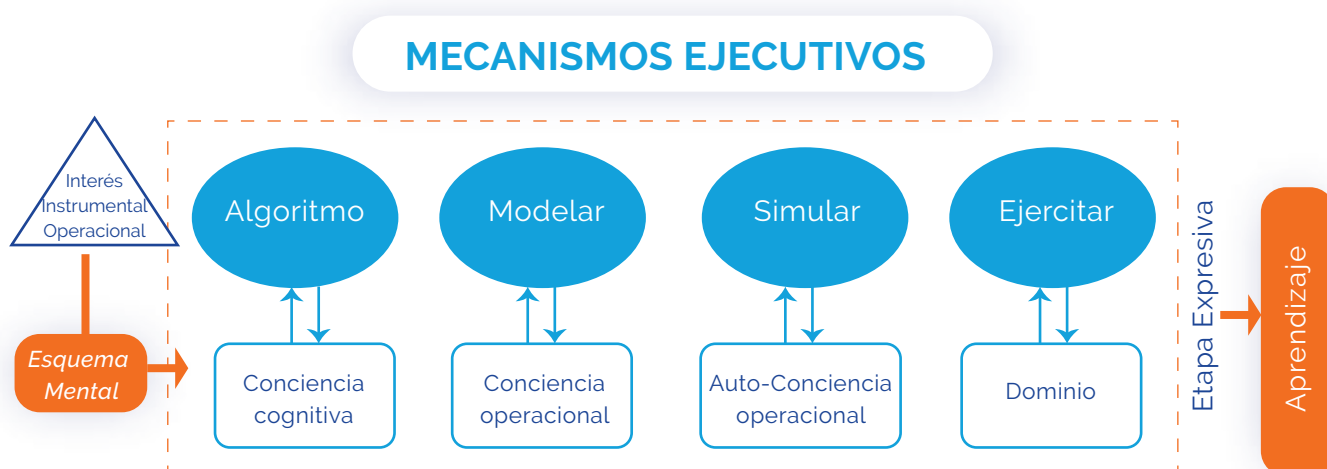 MECANISMOS EJECUTIVOS
Interés
Instrumental
Operacional
Esquema
Mental
Algoritmo
Modelar
Simular
Ejercitar
Conciencia
cognitiva
Conciencia
operacional
Auto-Conciencia
operacional
Dominio
Etapa Expresiva
Aprendizaje